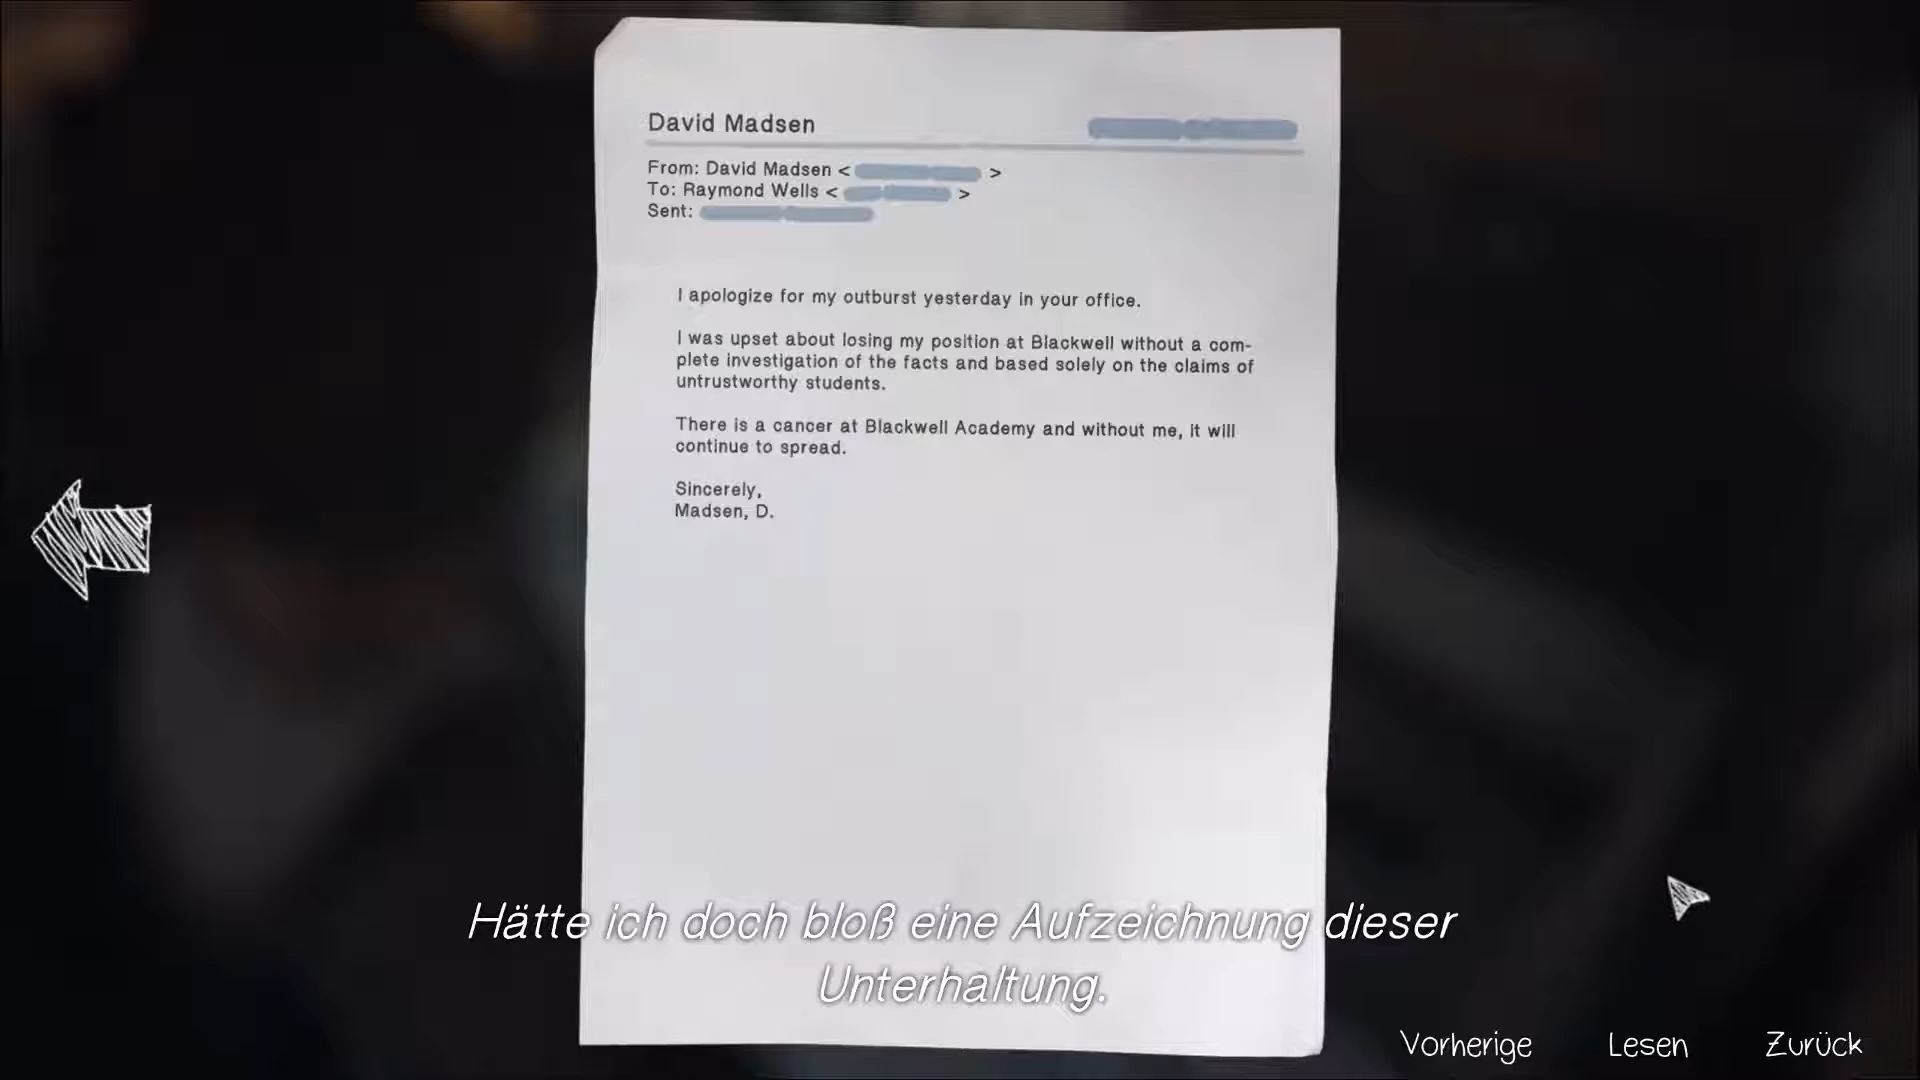 David Madsen
From: David Madsen < >
To: Raymond Wells < >
Sent:
I apologize for my outburst yesterday in your office.
I was upset about losing my position at Blackwell without a com-
plete investigation of the facts and based solely on the claims of
untrustworthy students.
There is a cancer at Blackwell Academy and without me, it will
continue to spread.
Sincerely,
Madsen, D.
Hätte ich doch bloß eine Aufzeichnung dieser
Unterhaltung.
Vorherige Lesen Zurück